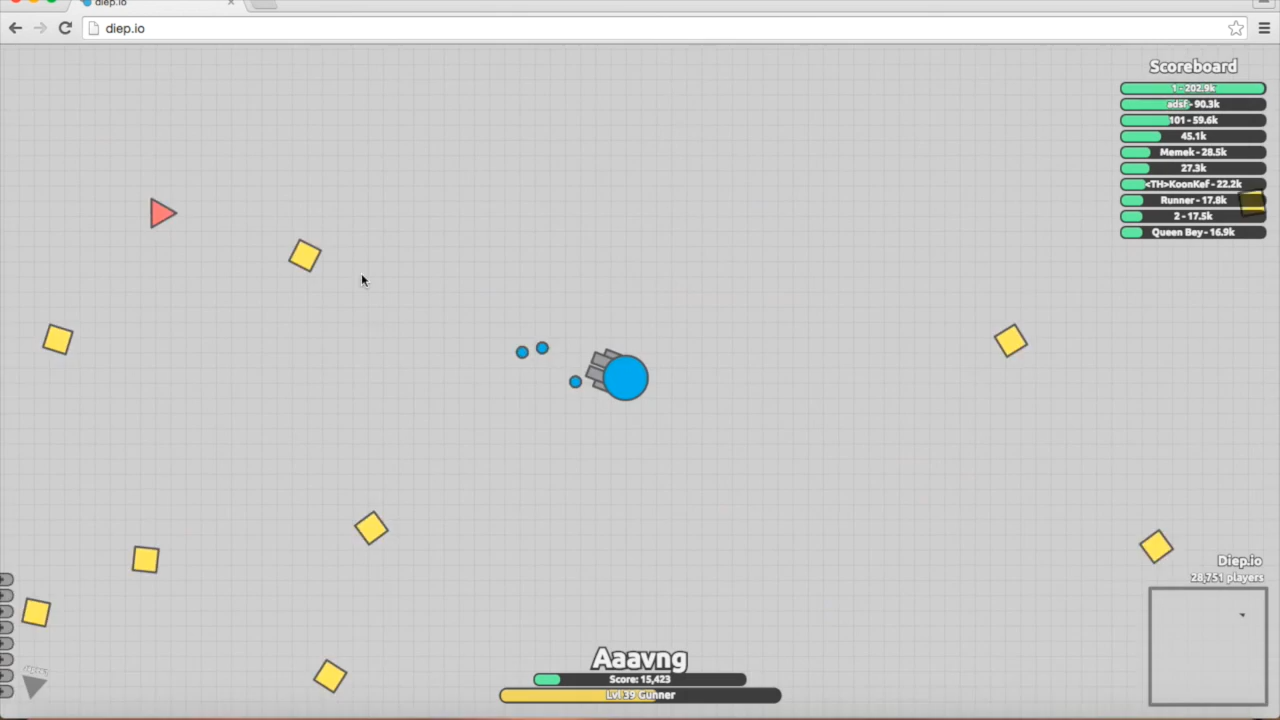 diep.io
diep.io
Scoreboard
1 - 202.9k
adsf - 90.3k
101 - 59.6k
45.1k
Memek - 28.5k
27.3k
<TH>KoonKef - 22.2k
Runner - 17.8k
2 - 17.5k
Queen Bey - 16.9k
Diep.io
28,751 players
Aaavng
Score: 15,423
Lvl 39 Gunner